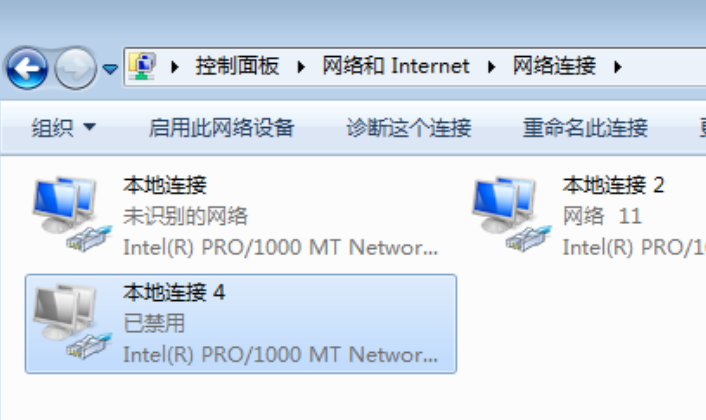 控制面板 网络和 Internet 网络连接
组织 启用此网络设备 诊断这个连接 重命名此连接
本地连接
未识别的网络
Intel(R) PRO/1000 MT Networ...
本地连接 2
网络 11
Intel(R) PRO/1
本地连接 4
已禁用
Intel(R) PRO/1000 MT Networ...